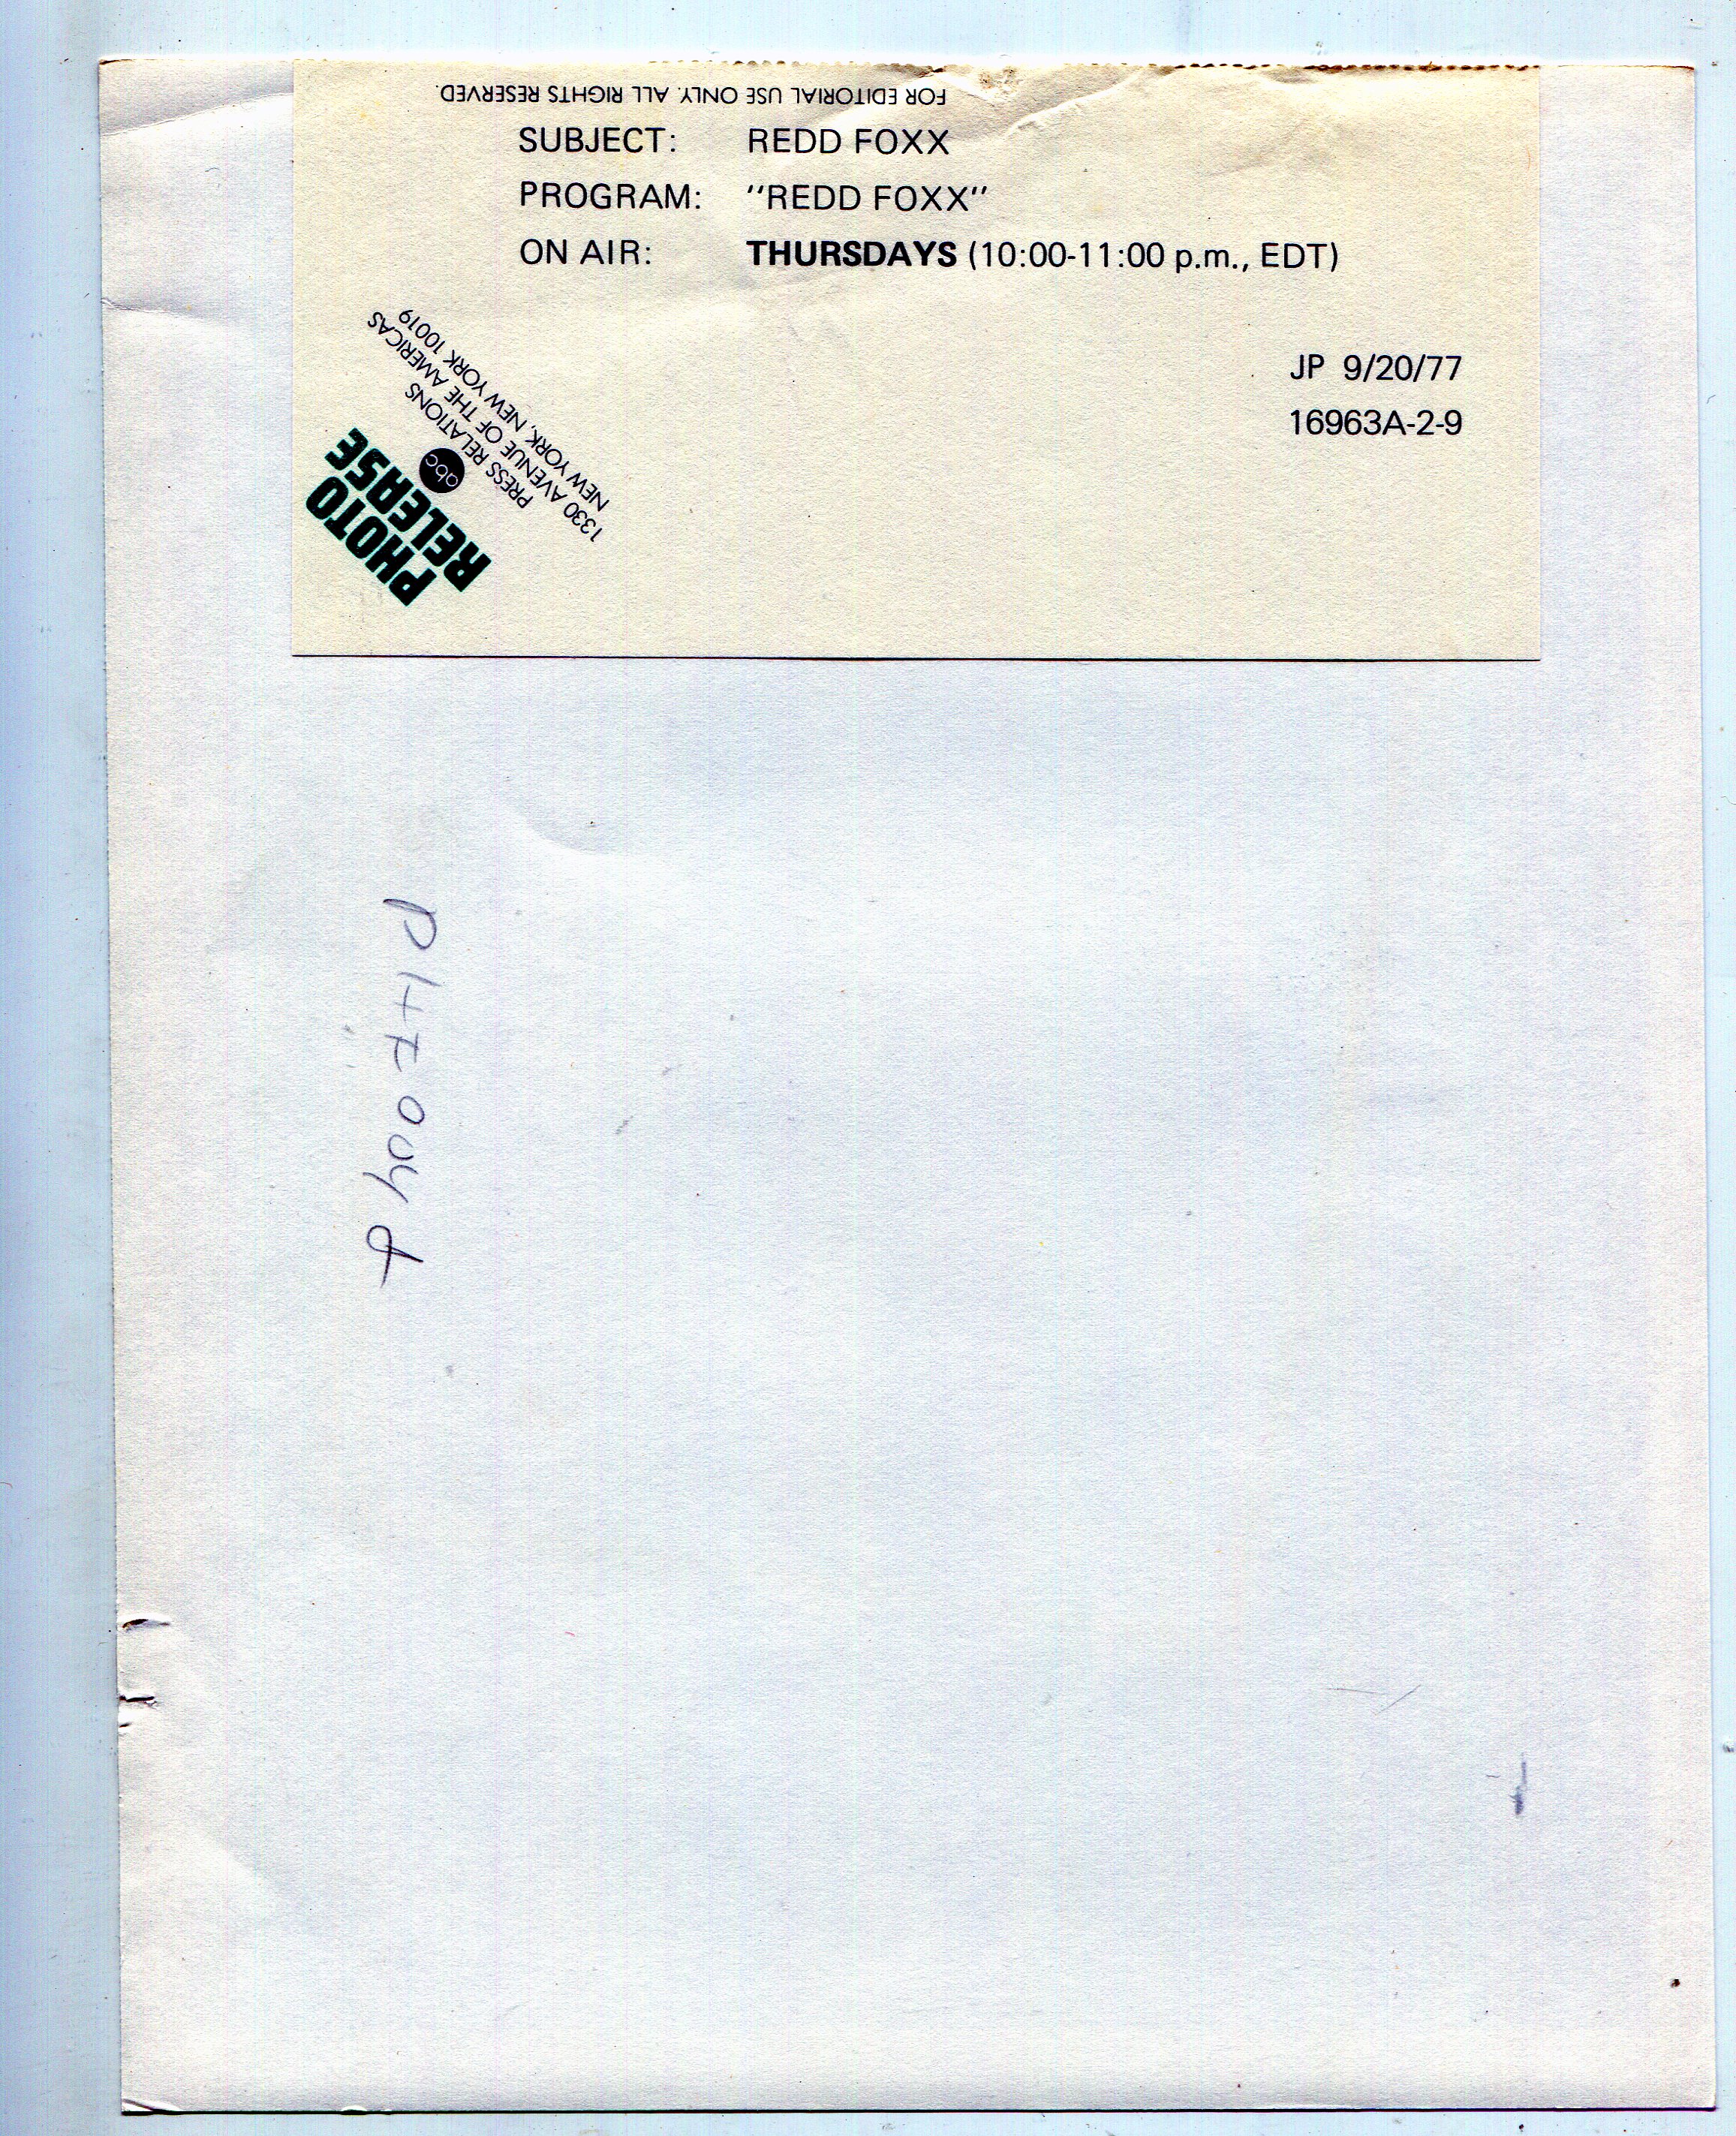 FOR EDITORIAL USE ONLY. ALL RIGHTS RESERVED.
SUBJECT: REDD FOXX
PROGRAM: "REDD FOXX"
ON AIR: THURSDAYS (10:00-11:00 p.m., EDT)
JP 9/20/77
16963A-2-9
PHOTO
RELEASE
abc
PRESS RELATIONS
1330 AVENUE OF THE AMERICAS
NEW YORK, NEW YORK 10019